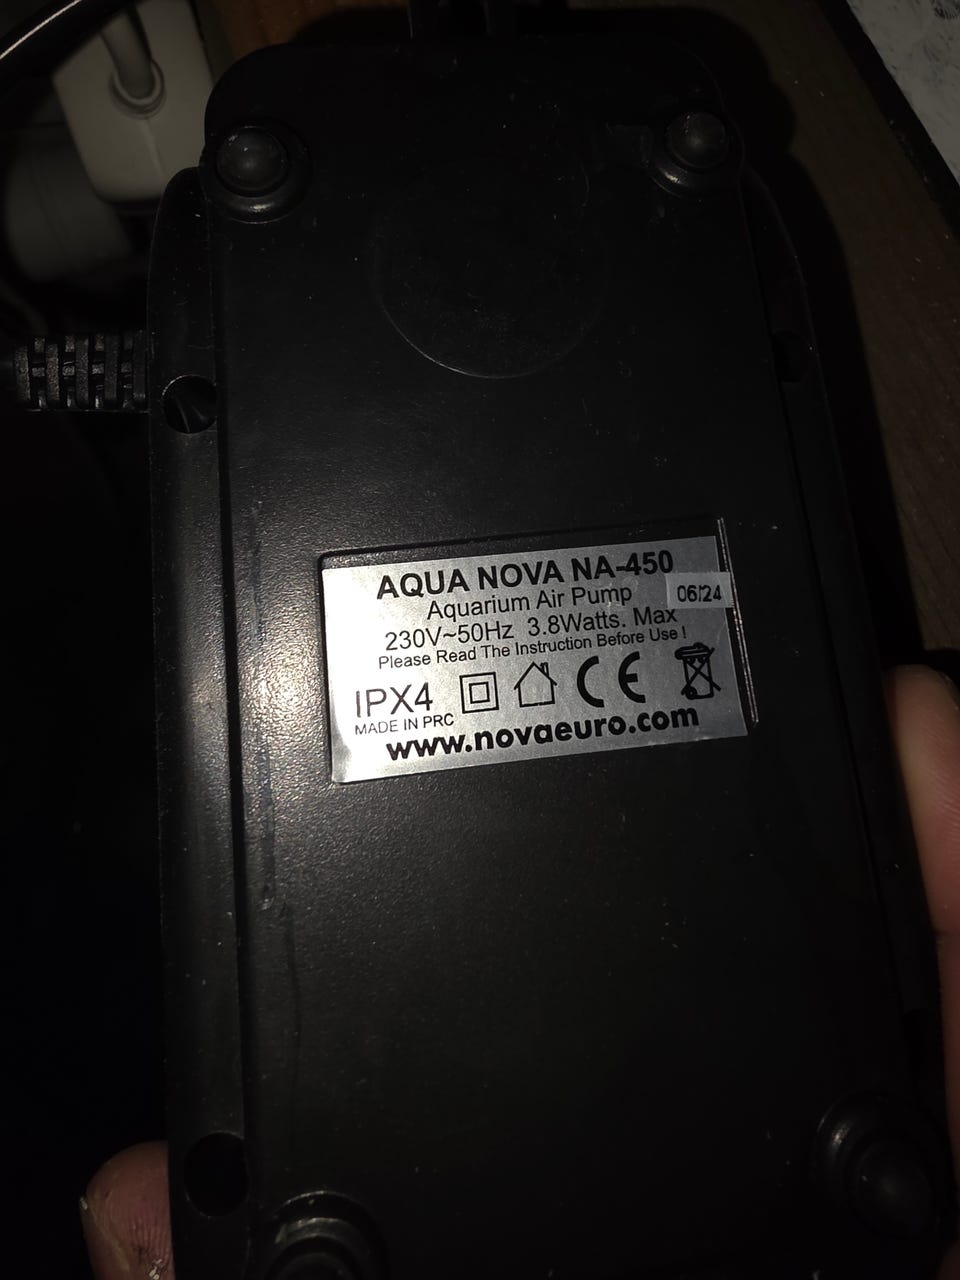 AQUA NOVA NA-450
Aquarium Air Pump
06/24
230V~50Hz 3.8Watts. Max
Please Read The Instruction Before Use !
IPX4
CE
MADE IN PRC
www.novaeuro.com